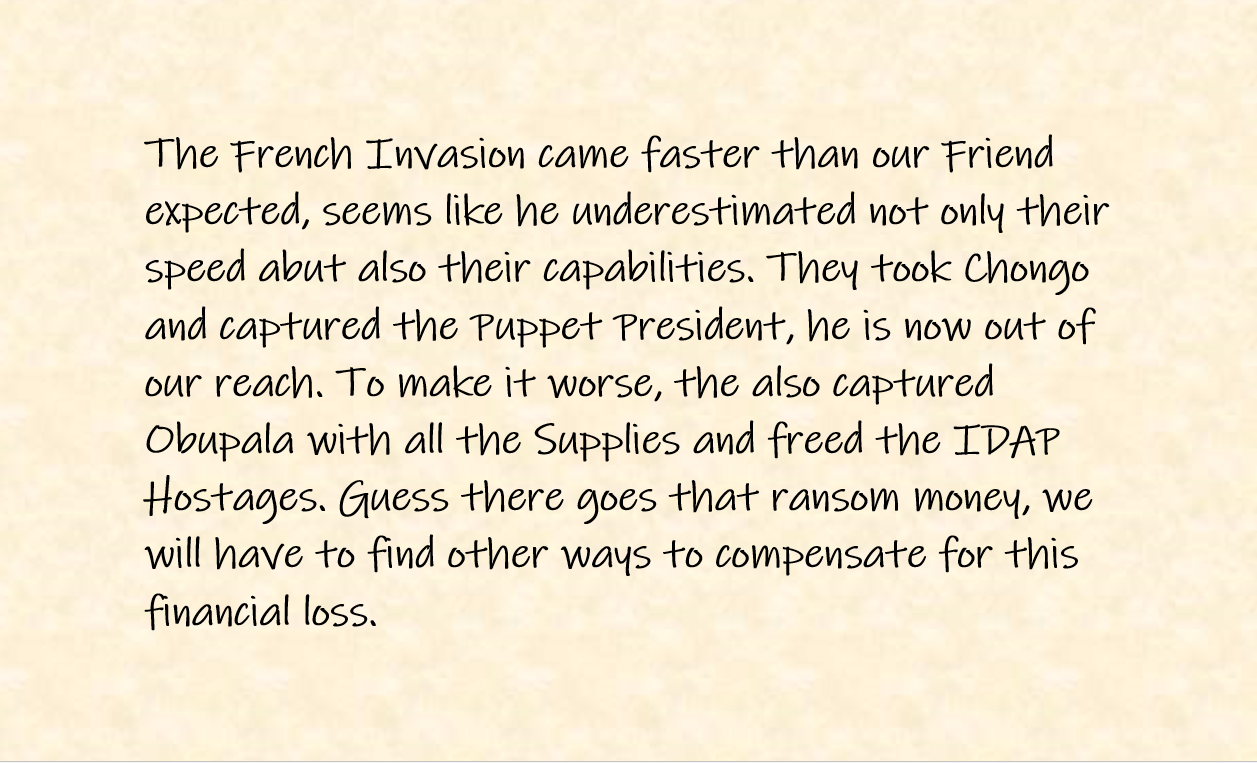 The French Invasion came faster than our Friend
expected, seems like he underestimated not only their
speed abut also their capabilities. They took Chongo
and captured the Puppet President, he is now out of
our reach. To make it worse, the also captured
Obupala with all the Supplies and freed the IDAP
Hostages. Guess there goes that ransom money, we
will have to find other ways to compensate for this
financial loss.